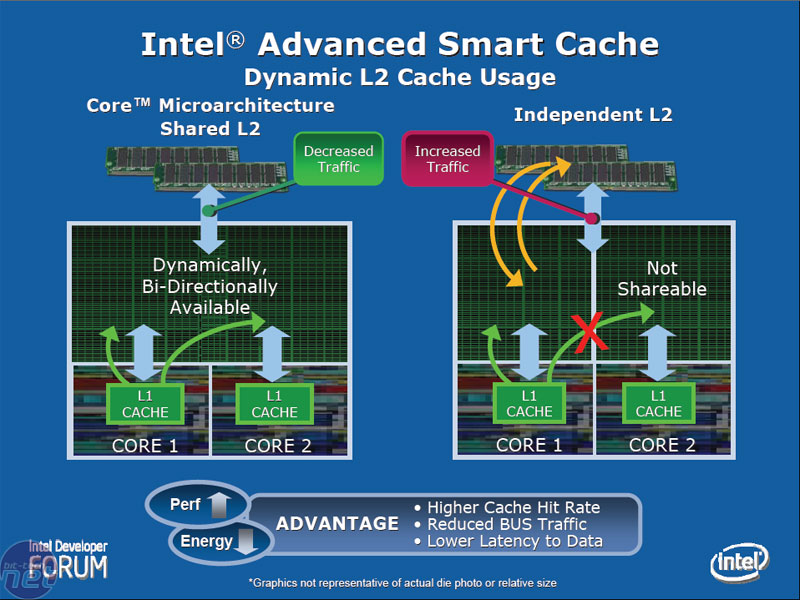 Intel® Advanced Smart Cache
Dynamic L2 Cache Usage
Core™ Microarchitecture
Shared L2
Independent L2
Decreased
Traffic
Increased
Traffic
Dynamically,
Bi-Directionally
Available
Not
Shareable
L1
CACHE
L1
CACHE
L1
CACHE
L1
CACHE
CORE 1
CORE 2
CORE 1
CORE 2
Perf
Energy
ADVANTAGE
• Higher Cache Hit Rate
• Reduced BUS Traffic
• Lower Latency to Data
Intel Developer
FORUM
intel
*Graphics not representative of actual die photo or relative size